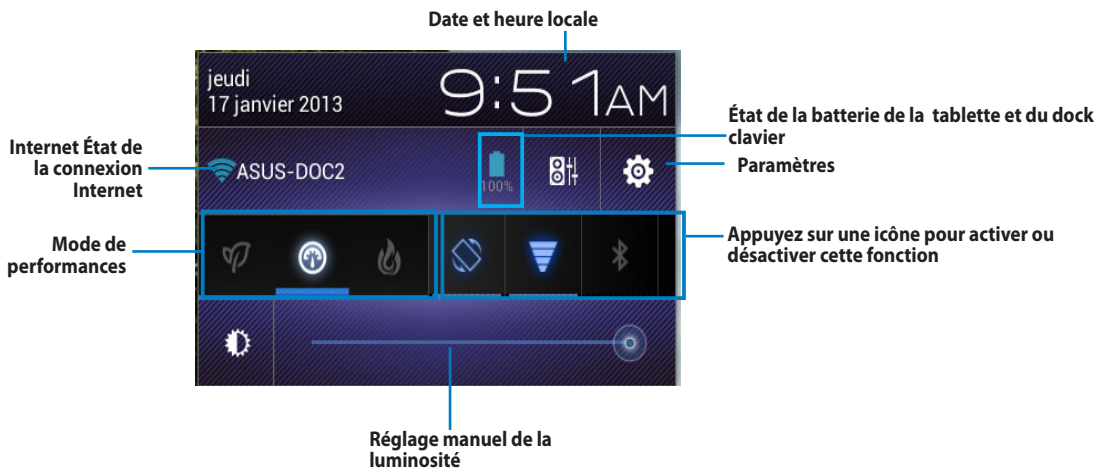 Date et heure locale
jeudi
17 janvier 2013
9:51AM
État de la batterie de la tablette et du dock
clavier
Internet État de
la connexion
Internet
ASUS-DOC2
100%
Paramètres
Mode de
performances
Appuyez sur une icône pour activer ou
désactiver cette fonction
Réglage manuel de la
luminosité